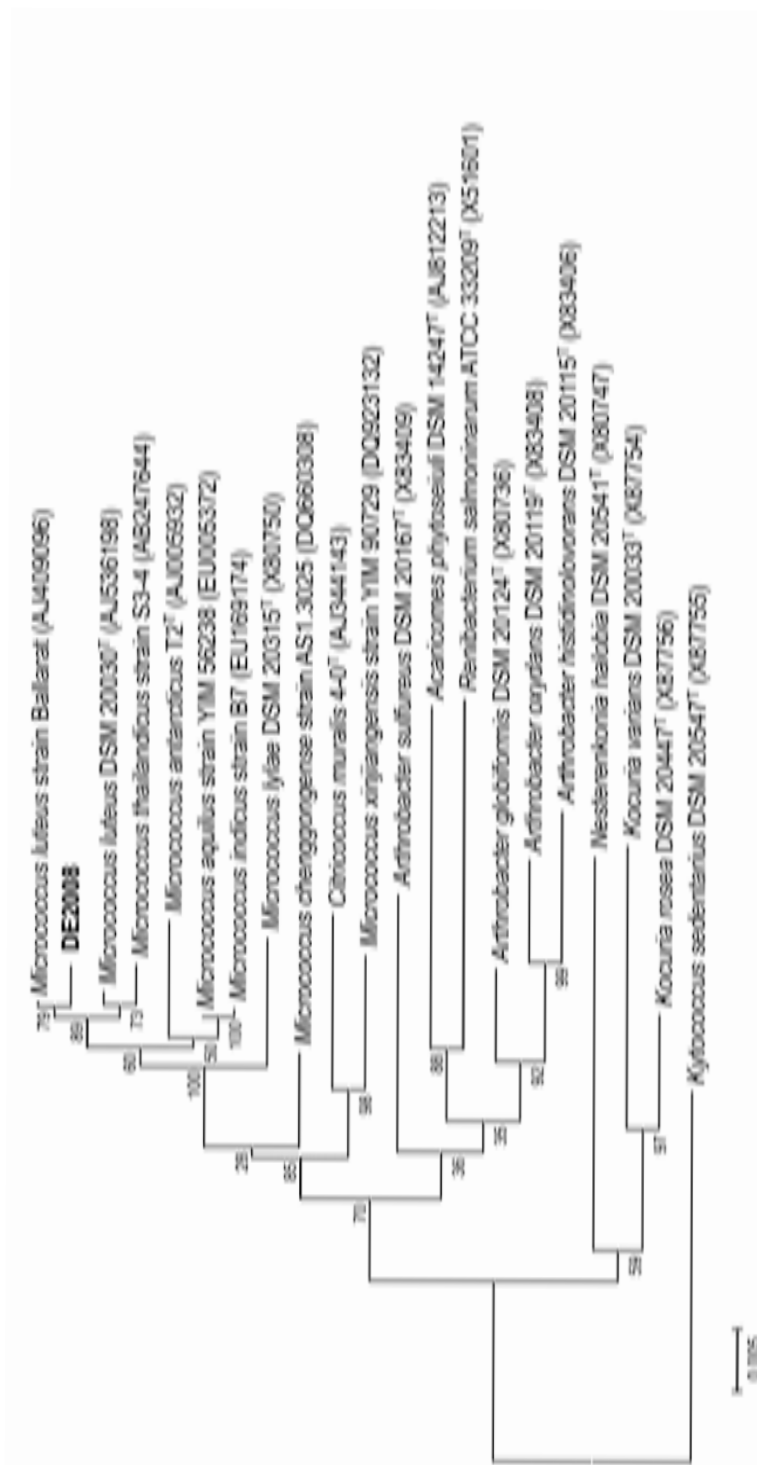 Micrococcus luteus strain Ballarat (AJ409096)
DE2008
Micrococcus luteus DSM 20030ᵀ (AJ536198)
Micrococcus thailandicus strain S3-4 (AB247644)
Micrococcus antarcticus T2ᵀ (AJ005932)
Micrococcus aquilus strain YIM 56238 (EU005372)
Micrococcus indicus strain B7 (EU169174)
Micrococcus lylae DSM 20315ᵀ (X80750)
Micrococcus chenggongense strain AS1.3025 (DQ660308)
Citricoccus muralis 4-0ᵀ (AJ344143)
Micrococcus xinjiangensis strain YIM 90729 (DQ923132)
Arthrobacter sulfureus DSM 20167ᵀ (X83409)
Acaricomes phytoseiuli DSM 14247ᵀ (AJ812213)
Renibacterium salmoninarum ATCC 33209ᵀ (X51601)
Arthrobacter globiformis DSM 20124ᵀ (X80736)
Arthrobacter oxydans DSM 20119ᵀ (X83408)
Arthrobacter histidinolovorans DSM 20115ᵀ (X83406)
Nesterenkonia halobia DSM 20541ᵀ (X80747)
Kocuria varians DSM 20033ᵀ (X87754)
Kocuria rosea DSM 20447ᵀ (X87756)
Kytococcus sedentarius DSM 20547ᵀ (X87755)
79
89
73
60
50
100
100
28
85
98
88
70
36
35
92
99
97
59
0.005